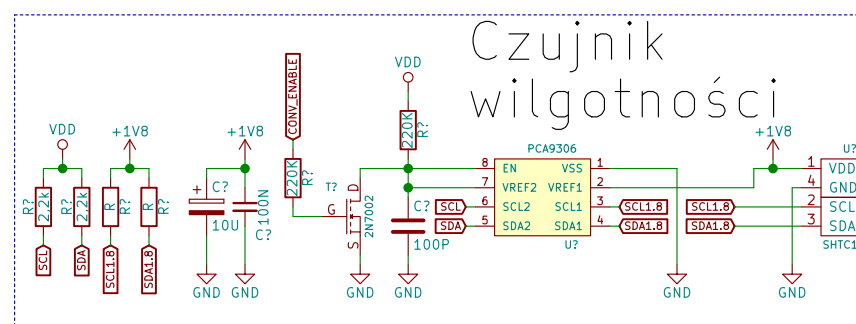 Czujnik
wilgotności
VDD
+1V8
+1V8
CONV_ENABLE
VDD
220K
R?
+1V8
R?
2,2k
2,2k
R?
R
R?
R
R?
C?
10U
100N
C?
220K
R?
T?
D
G
S
2N7002
C?
100P
PCA9306
8 EN VSS 1
7 VREF2 VREF1 2
SCL 6 SCL2 SCL1 3 SCL1.8
SDA 5 SDA2 SDA1 4 SDA1.8
U?
U?
1 VDD
4 GND
SCL1.8 2 SCL
SDA1.8 3 SDA
SHTC1
SCL
SDA
SCL1.8
SDA1.8
GND
GND
GND
GND
GND
GND